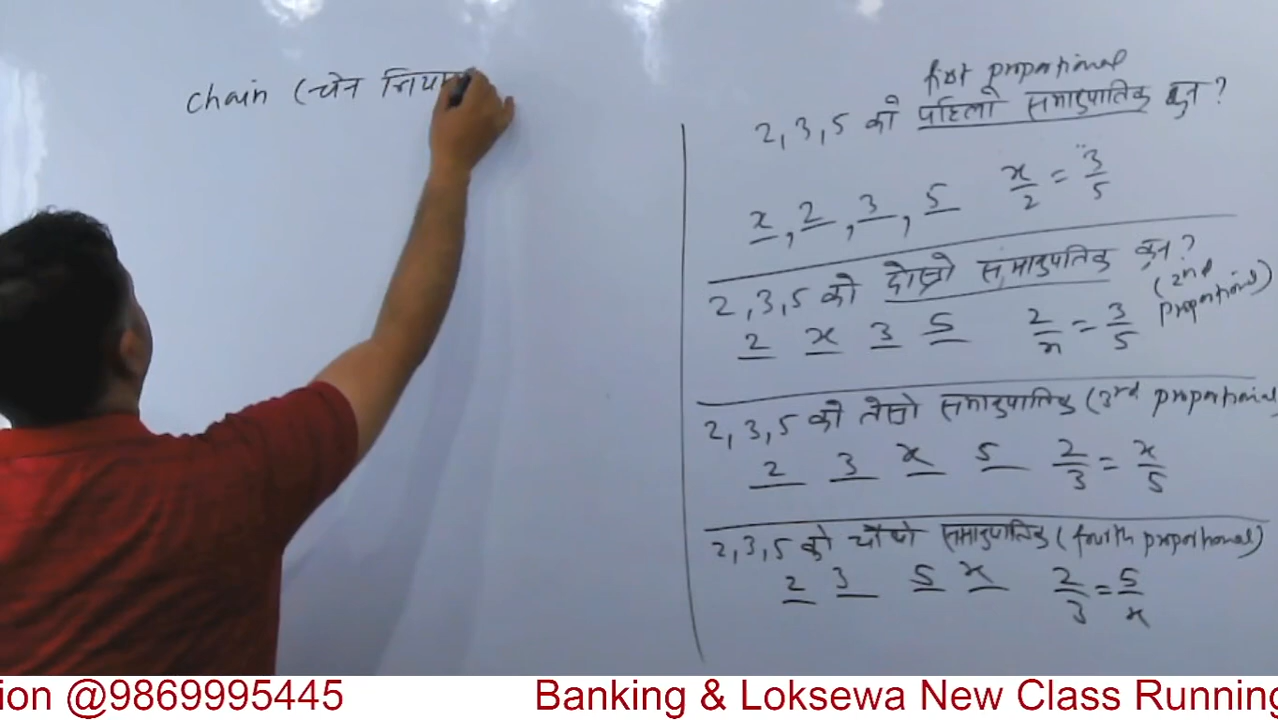 chain (चेन नियम
first proportional
2, 3, 5 को पहिलो समानुपातिक कुन ?
x, 2, 3, 5 x/2 = 3/5
2, 3, 5 को दोस्रो समानुपातिक कुन ?
(2nd proportional)
2 x 3 5 2/x = 3/5
2, 3, 5 को तेस्रो समानुपातिक (3rd proportional
2 3 x 5 2/3 = x/5
2, 3, 5 को चौथो समानुपातिक (fourth proportional)
2 3 5 x 2/3 = 5/x
ion @9869995445 Banking & Loksewa New Class Running